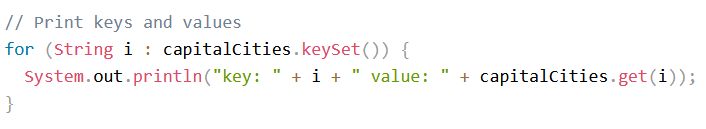 // Print keys and values
for (String i : capitalCities.keySet()) {
  System.out.println("key: " + i + " value: " + capitalCities.get(i));
}